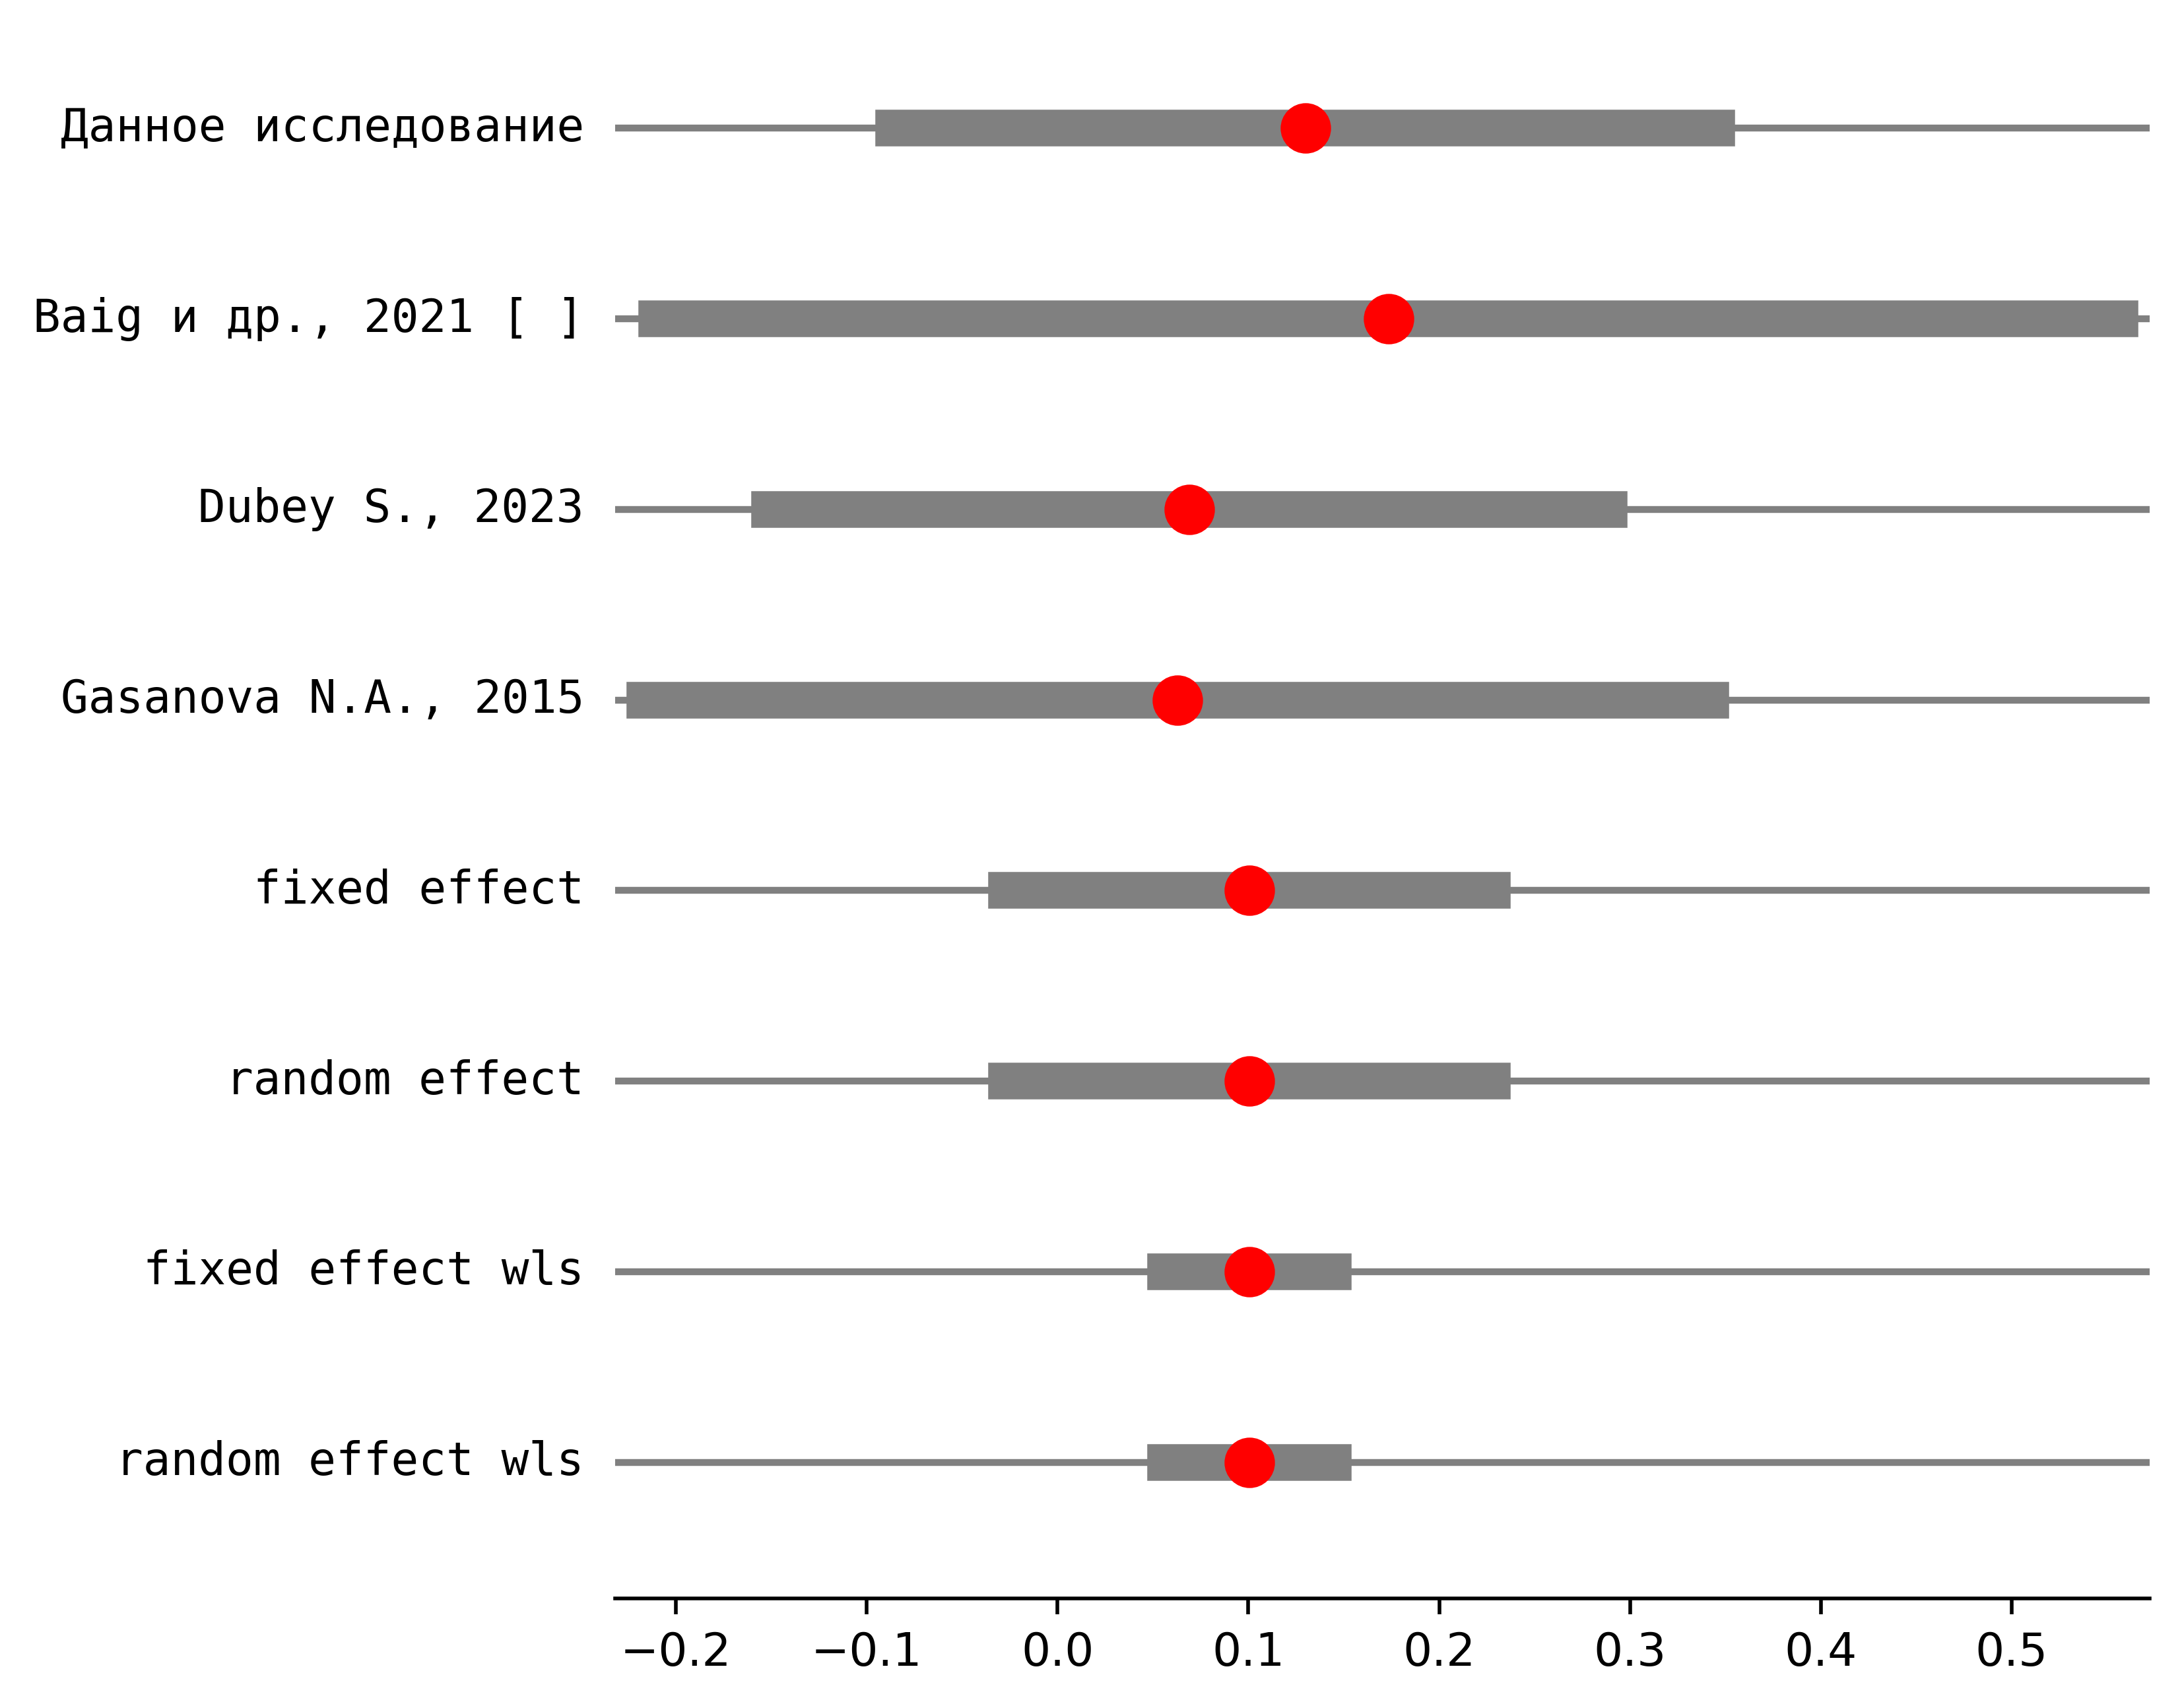 Данное исследование
Baig и др., 2021 [ ]
Dubey S., 2023
Gasanova N.A., 2015
fixed effect
random effect
fixed effect wls
random effect wls
−0.2 −0.1 0.0 0.1 0.2 0.3 0.4 0.5